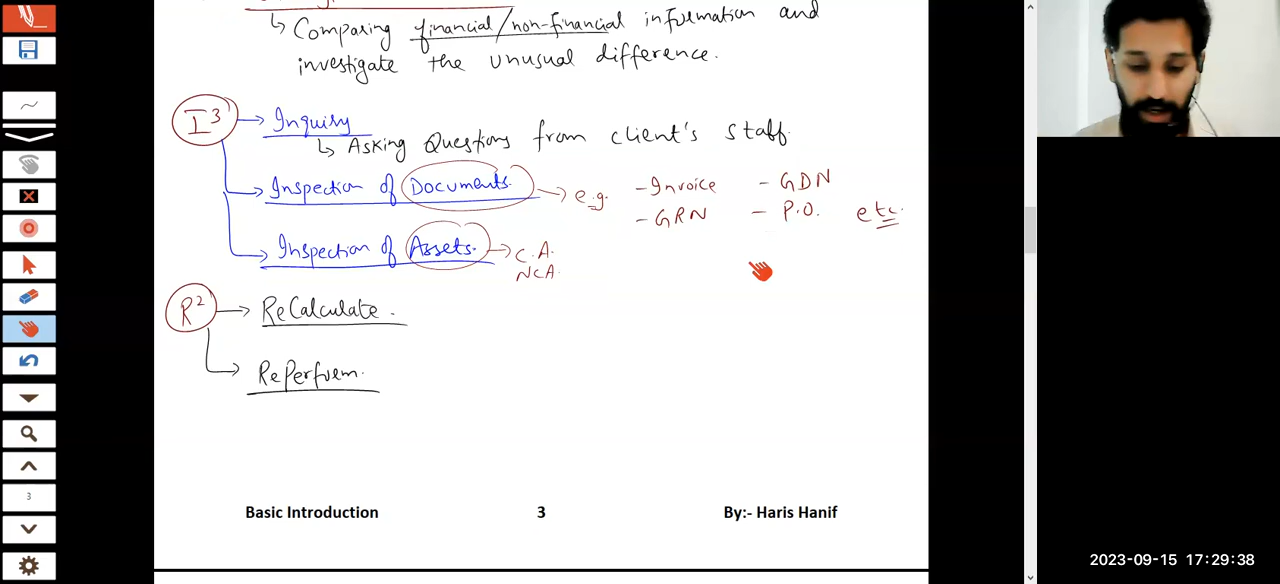 ↳ Comparing financial/non-financial information and
investigate the unusual difference.
I³ → Inquiry
↳ Asking Questions from client's staff.
→ Inspection of Documents. → e.g. - Invoice - GDN
- GRN - P.O. etc.
→ Inspection of Assets. → C.A.
NCA.
R² → ReCalculate.
→ RePerfoem.
3
Basic Introduction 3 By:- Haris Hanif
2023-09-15 17:29:38